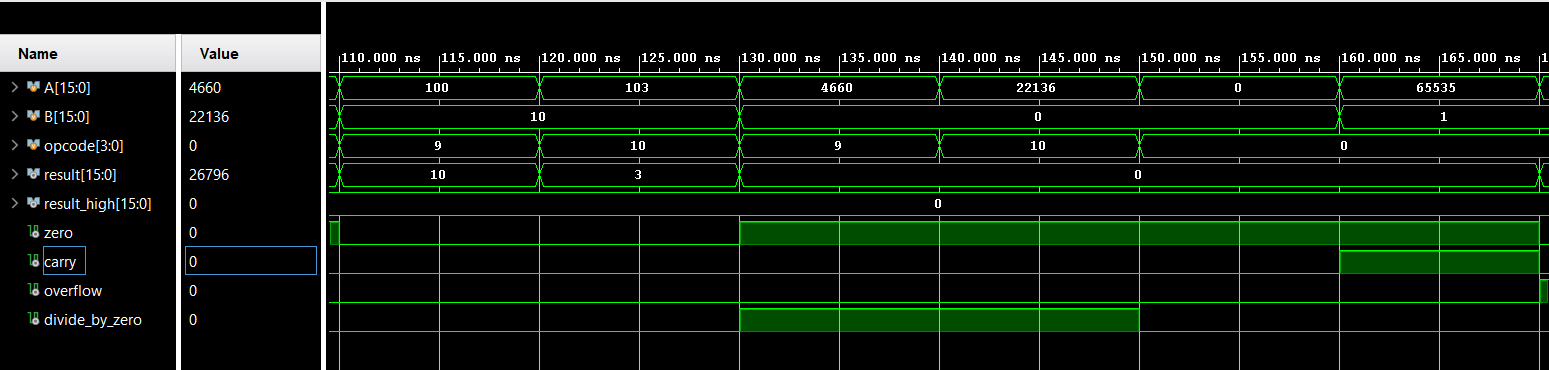 Name Value
110.000 ns 115.000 ns 120.000 ns 125.000 ns 130.000 ns 135.000 ns 140.000 ns 145.000 ns 150.000 ns 155.000 ns 160.000 ns 165.000 ns
A[15:0] 4660 100 103 4660 22136 0 65535
B[15:0] 22136 10 0 1
opcode[3:0] 0 9 10 9 10 0
result[15:0] 26796 10 3 0
result_high[15:0] 0 0
zero 0
carry 0
overflow 0
divide_by_zero 0